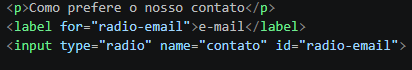 <p>Como prefere o nosso contato</p>
<label for="radio-email">e-mail</label>
<input type="radio" name="contato" id="radio-email">